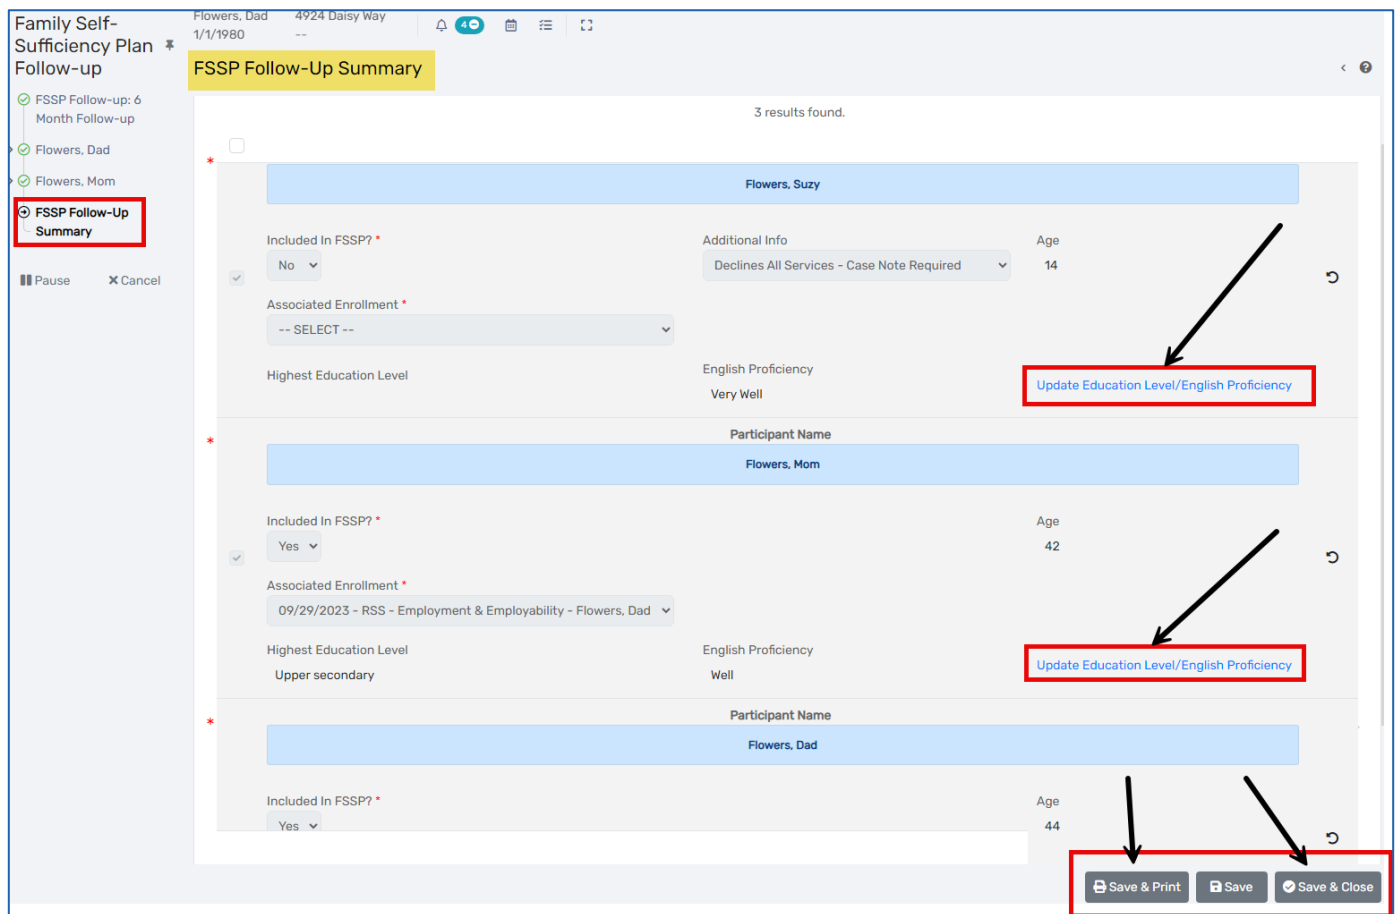 Family Self-
Sufficiency Plan
Follow-up
FSSP Follow-up: 6
Month Follow-up
Flowers, Dad
Flowers, Mom
FSSP Follow-Up
Summary
Pause Cancel
Flowers, Dad 4924 Daisy Way
1/1/1980 --
4
FSSP Follow-Up Summary
3 results found.
*
Flowers, Suzy
Included In FSSP? * Additional Info Age
No Declines All Services - Case Note Required 14
Associated Enrollment *
-- SELECT --
Highest Education Level English Proficiency
Very Well Update Education Level/English Proficiency
* Participant Name
Flowers, Mom
Included In FSSP? * Age
Yes 42
Associated Enrollment *
09/29/2023 - RSS - Employment & Employability - Flowers, Dad
Highest Education Level English Proficiency
Upper secondary Well Update Education Level/English Proficiency
* Participant Name
Flowers, Dad
Included In FSSP? * Age
Yes 44
Save & Print Save Save & Close